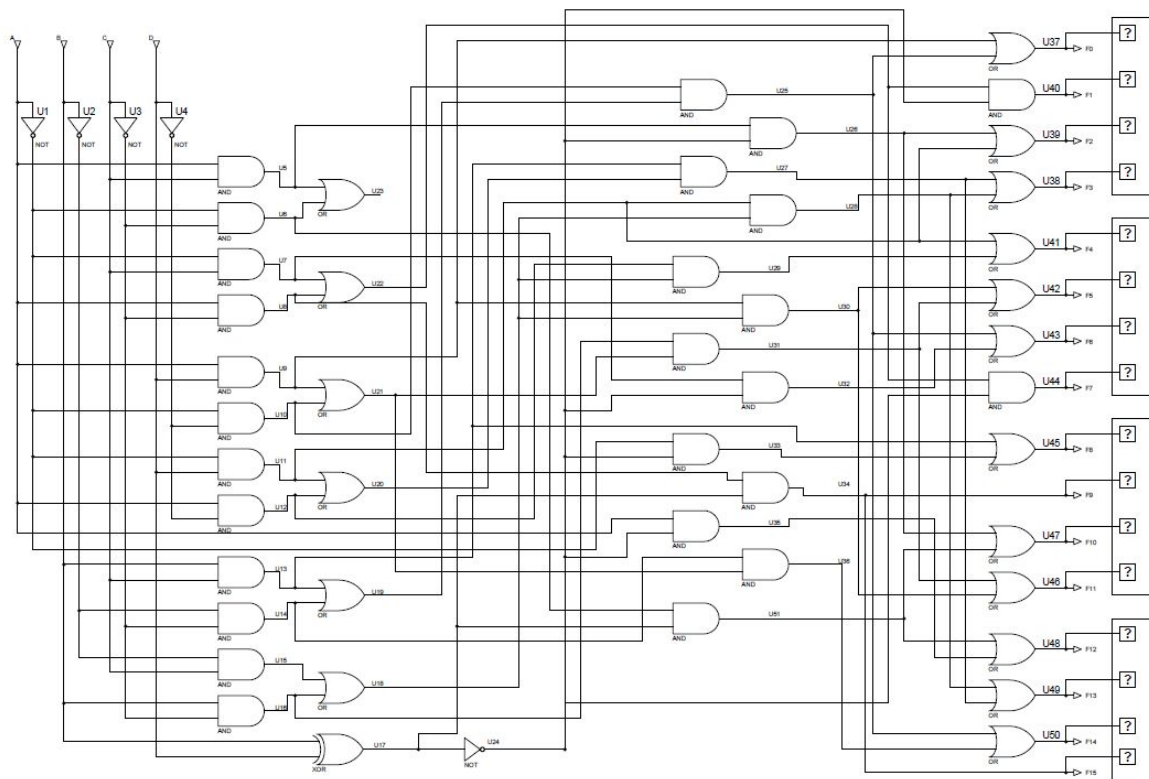 A B C D
U1 NOT
U2 NOT
U3 NOT
U4 NOT
U5 AND
U6 AND
U7 AND
U8 AND
U9 AND
U10 AND
U11 AND
U12 AND
U13 AND
U14 AND
U15 AND
U16 AND
U17 XOR
U23 OR
U22 OR
U21 OR
U20 OR
U19 OR
U18 OR
U24 NOT
U25 AND
U26 AND
U27 AND
U28 AND
U29 AND
U30 AND
U31 AND
U32 AND
U33 AND
U34 AND
U35 AND
U36 AND
U51 AND
U37 OR F0 ?
U40 AND F1 ?
U39 OR F2 ?
U38 OR F3 ?
U41 OR F4 ?
U42 OR F5 ?
U43 OR F6 ?
U44 AND F7 ?
U45 OR F8 ?
F9 ?
U47 OR F10 ?
U46 OR F11 ?
U48 OR F12 ?
U49 OR F13 ?
U50 OR F14 ?
F15 ?